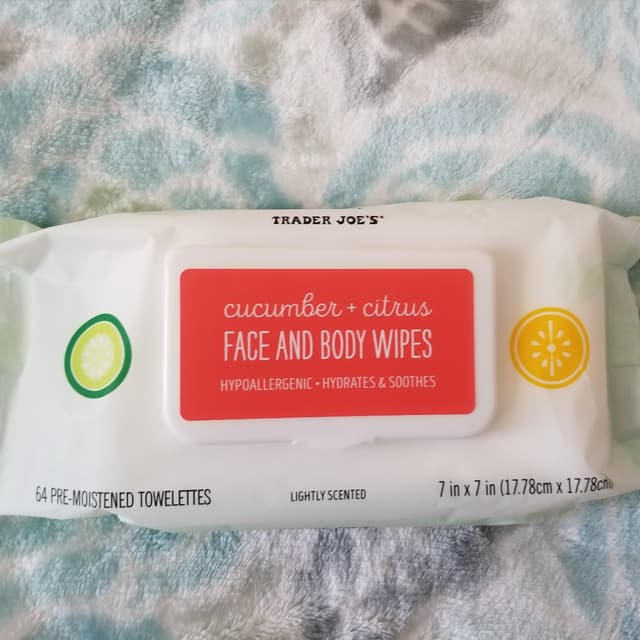 TRADER JOE'S
cucumber + citrus
FACE AND BODY WIPES
HYPOALLERGENIC • HYDRATES & SOOTHES
64 PRE-MOISTENED TOWELETTES
LIGHTLY SCENTED
7 in x 7 in (17.78cm x 17.78cm)